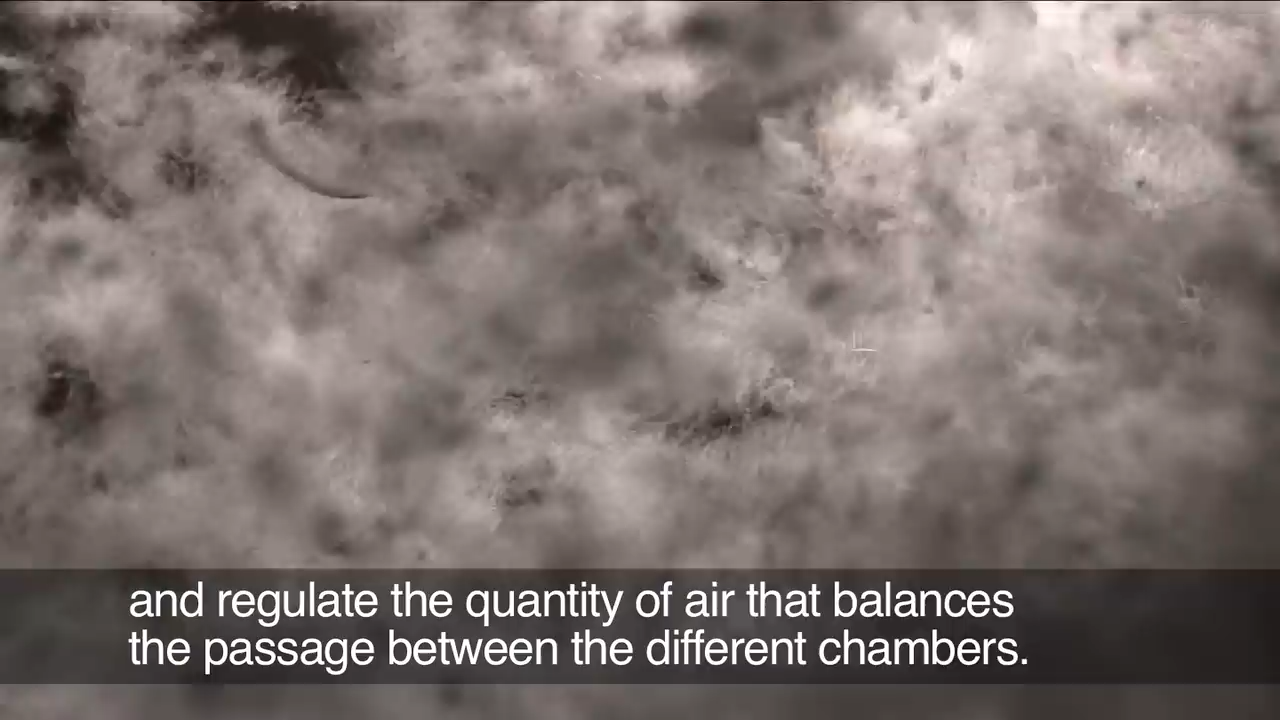 and regulate the quantity of air that balances
the passage between the different chambers.